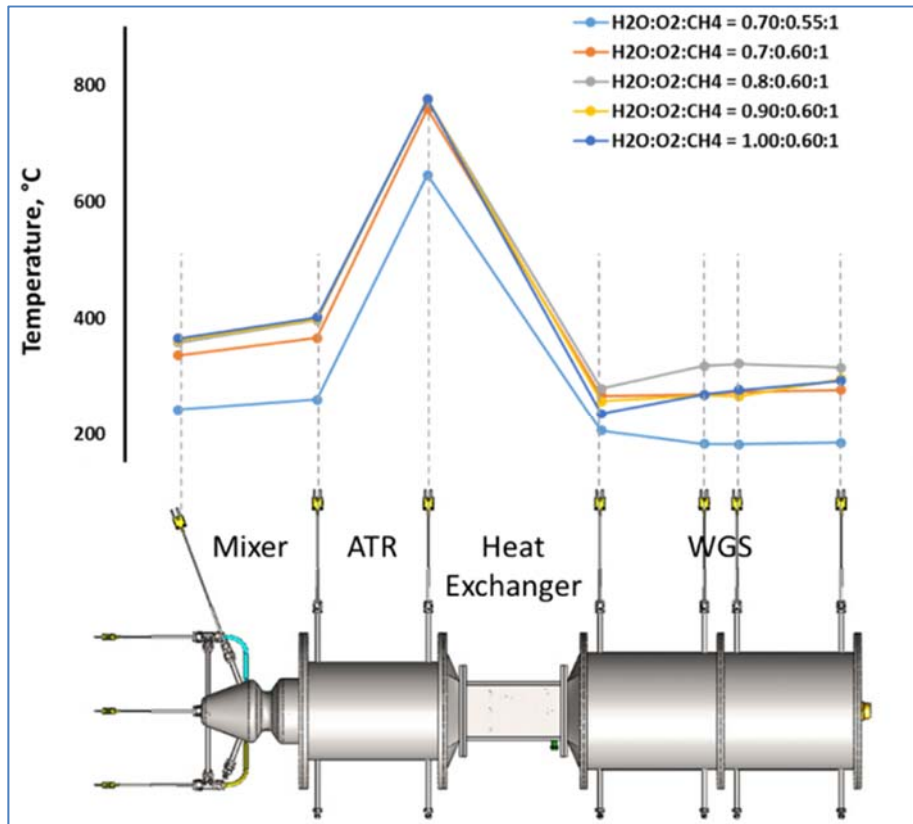 H2O:O2:CH4 = 0.70:0.55:1
H2O:O2:CH4 = 0.7:0.60:1
H2O:O2:CH4 = 0.8:0.60:1
H2O:O2:CH4 = 0.90:0.60:1
H2O:O2:CH4 = 1.00:0.60:1
Temperature, °C
800
600
400
200
Mixer
ATR
Heat
Exchanger
WGS